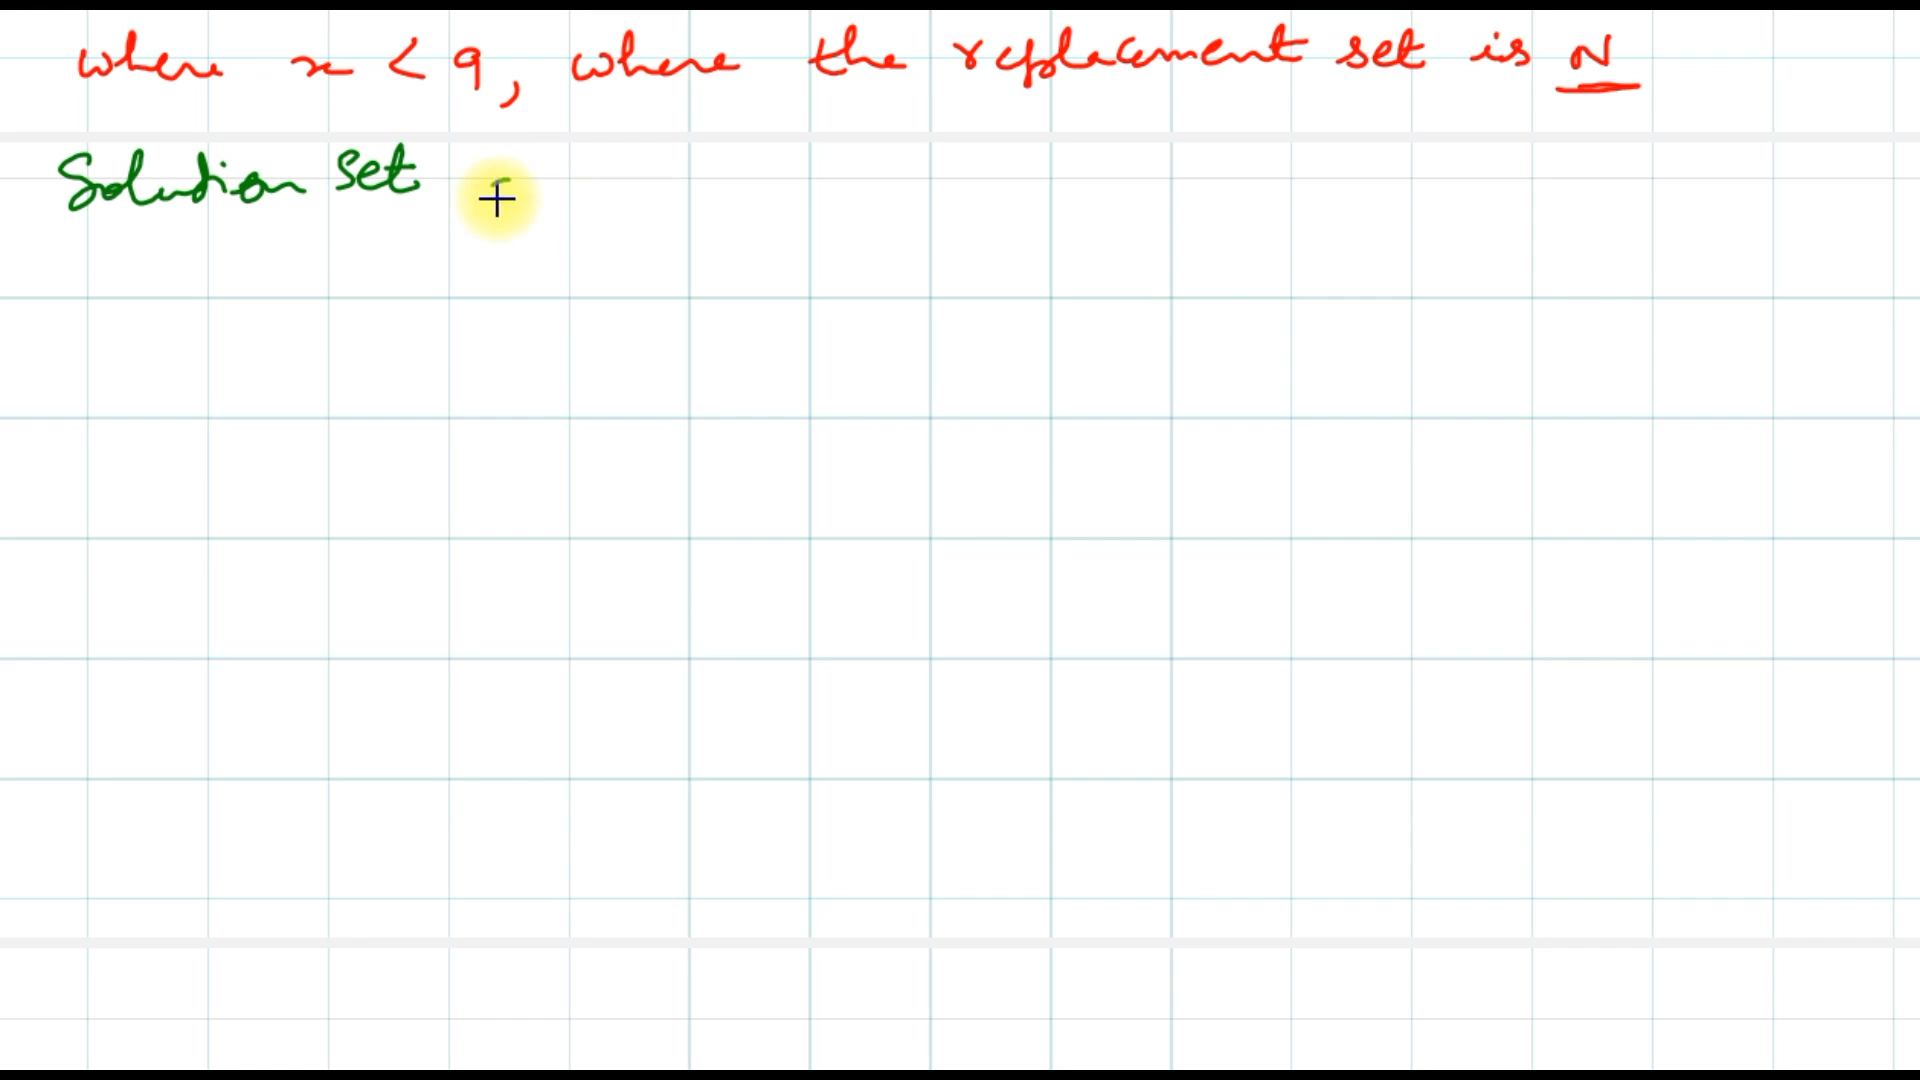 where x < 9, where the replacement set is N
Solution Set